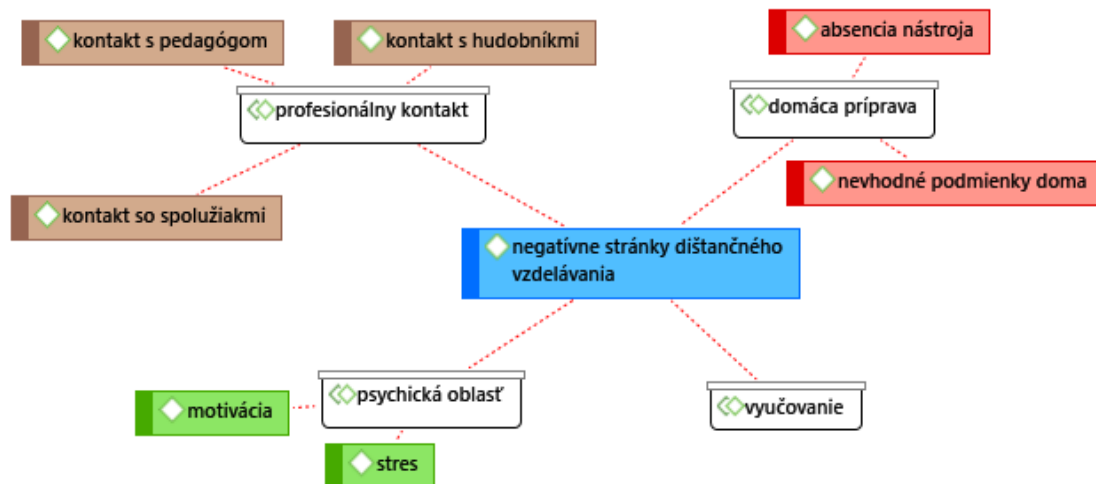 kontakt s pedagógom
kontakt s hudobníkmi
absencia nástroja
profesionálny kontakt
domáca príprava
nevhodné podmienky doma
kontakt so spolužiakmi
negatívne stránky dištančného
vzdelávania
psychická oblasť
vyučovanie
motivácia
stres